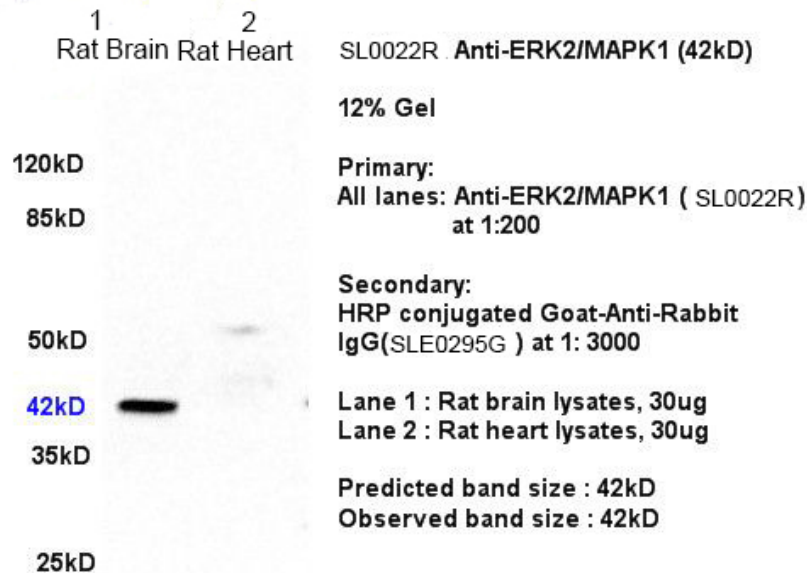 1 2
Rat Brain Rat Heart
120kD
85kD
50kD
42kD
35kD
25kD
SL0022R Anti-ERK2/MAPK1 (42kD)
12% Gel
Primary:
All lanes: Anti-ERK2/MAPK1 ( SL0022R)
at 1:200
Secondary:
HRP conjugated Goat-Anti-Rabbit
IgG(SLE0295G ) at 1: 3000
Lane 1 : Rat brain lysates, 30ug
Lane 2 : Rat heart lysates, 30ug
Predicted band size : 42kD
Observed band size : 42kD